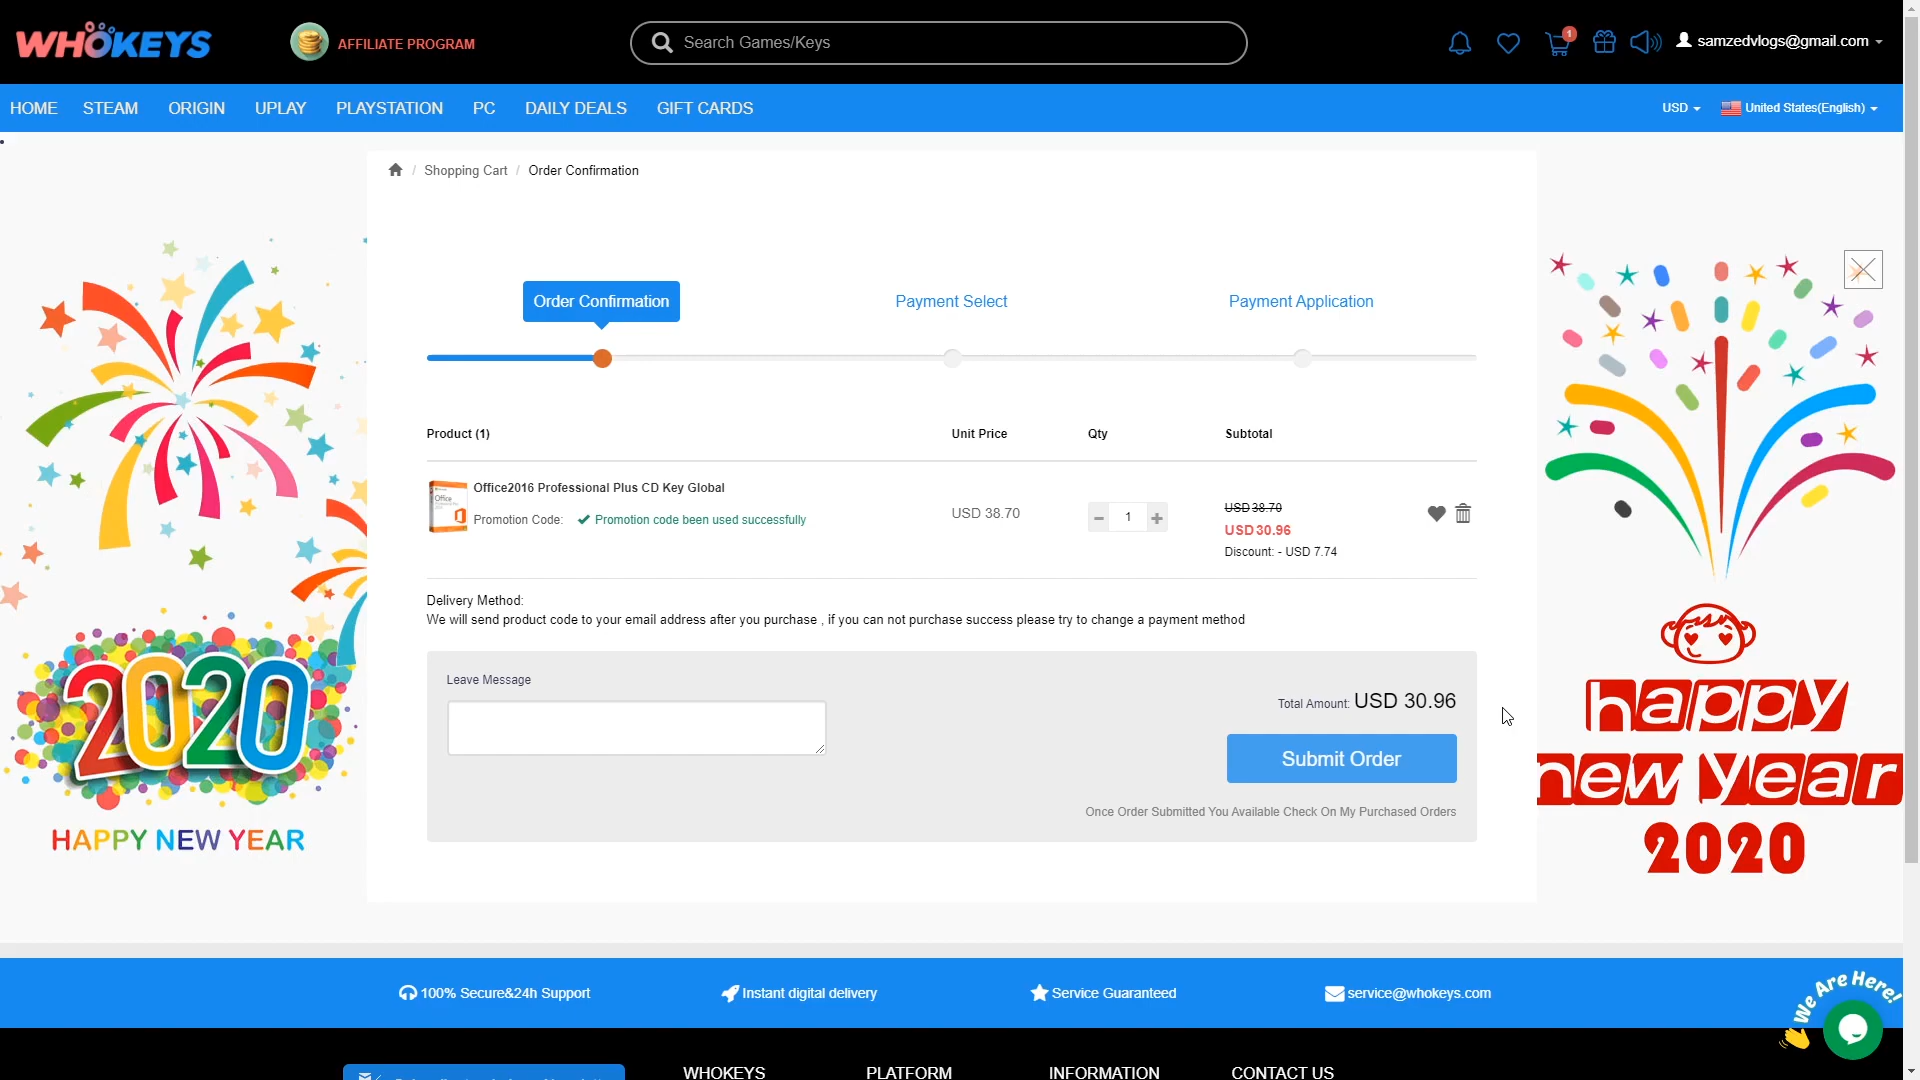 WHOKEYS
AFFILIATE PROGRAM
Search Games/Keys
1
samzedvlogs@gmail.com
HOME STEAM ORIGIN UPLAY PLAYSTATION PC DAILY DEALS GIFT CARDS
USD
United States(English)
/ Shopping Cart / Order Confirmation
Order Confirmation
Payment Select
Payment Application
Product (1) Unit Price Qty Subtotal
Office2016 Professional Plus CD Key Global
Office
Promotion Code: Promotion code been used successfully
USD 38.70
1
USD 38.70
USD 30.96
Discount: - USD 7.74
Delivery Method:
We will send product code to your email address after you purchase , if you can not purchase success please try to change a payment method
Leave Message
Total Amount: USD 30.96
Submit Order
Once Order Submitted You Available Check On My Purchased Orders
2020
HAPPY NEW YEAR
happy
new year
2020
100% Secure&24h Support
Instant digital delivery
Service Guaranteed
service@whokeys.com
We Are Here!
WHOKEYS PLATFORM INFORMATION CONTACT US